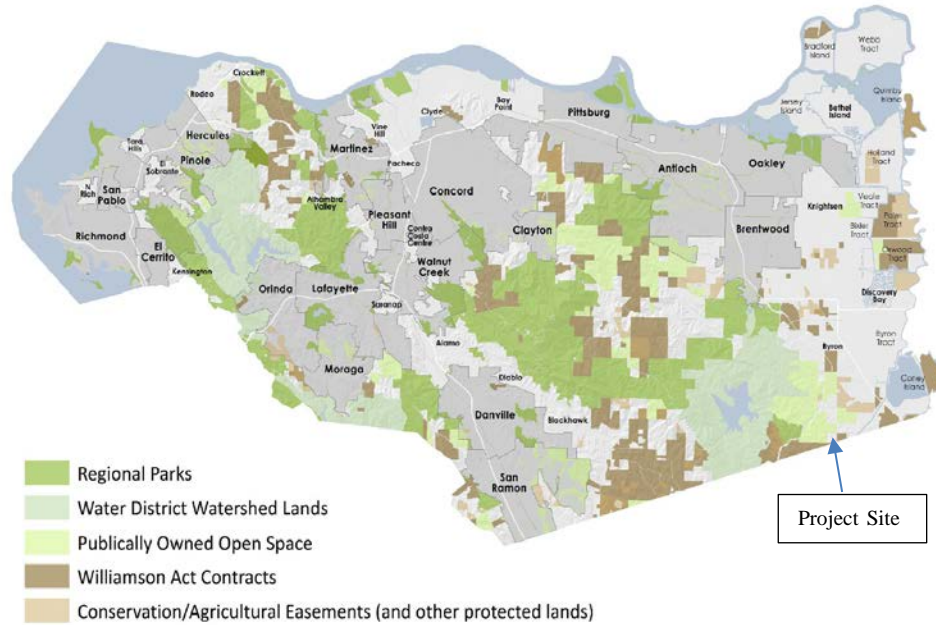 Bradford
Island
Webb
Tract
Crockett
Rodeo
Bay
Point
Clyde
Pittsburg
Jersey
Island
Bethel
Island
Quimby
Island
Hercules
Vine
Hill
Tara
Hills
Martinez
Pinole
El
Sobrante
Pacheco
Antioch
Oakley
Holland
Tract
N
Rich
San
Pablo
Concord
Alhambra
Valley
Knightsen
Veale
Tract
Palm
Tract
Pleasant
Hill
Contra
Costa
Centre
Clayton
Bixler
Tract
Richmond
El
Cerrito
Brentwood
Orwood
Tract
Walnut
Creek
Kensington
Orinda
Lafayette
Saranap
Discovery
Bay
Alamo
Byron
Byron
Tract
Moraga
Diablo
Coney
Island
Danville
Blackhawk
San
Ramon
Project Site
Regional Parks
Water District Watershed Lands
Publically Owned Open Space
Williamson Act Contracts
Conservation/Agricultural Easements (and other protected lands)